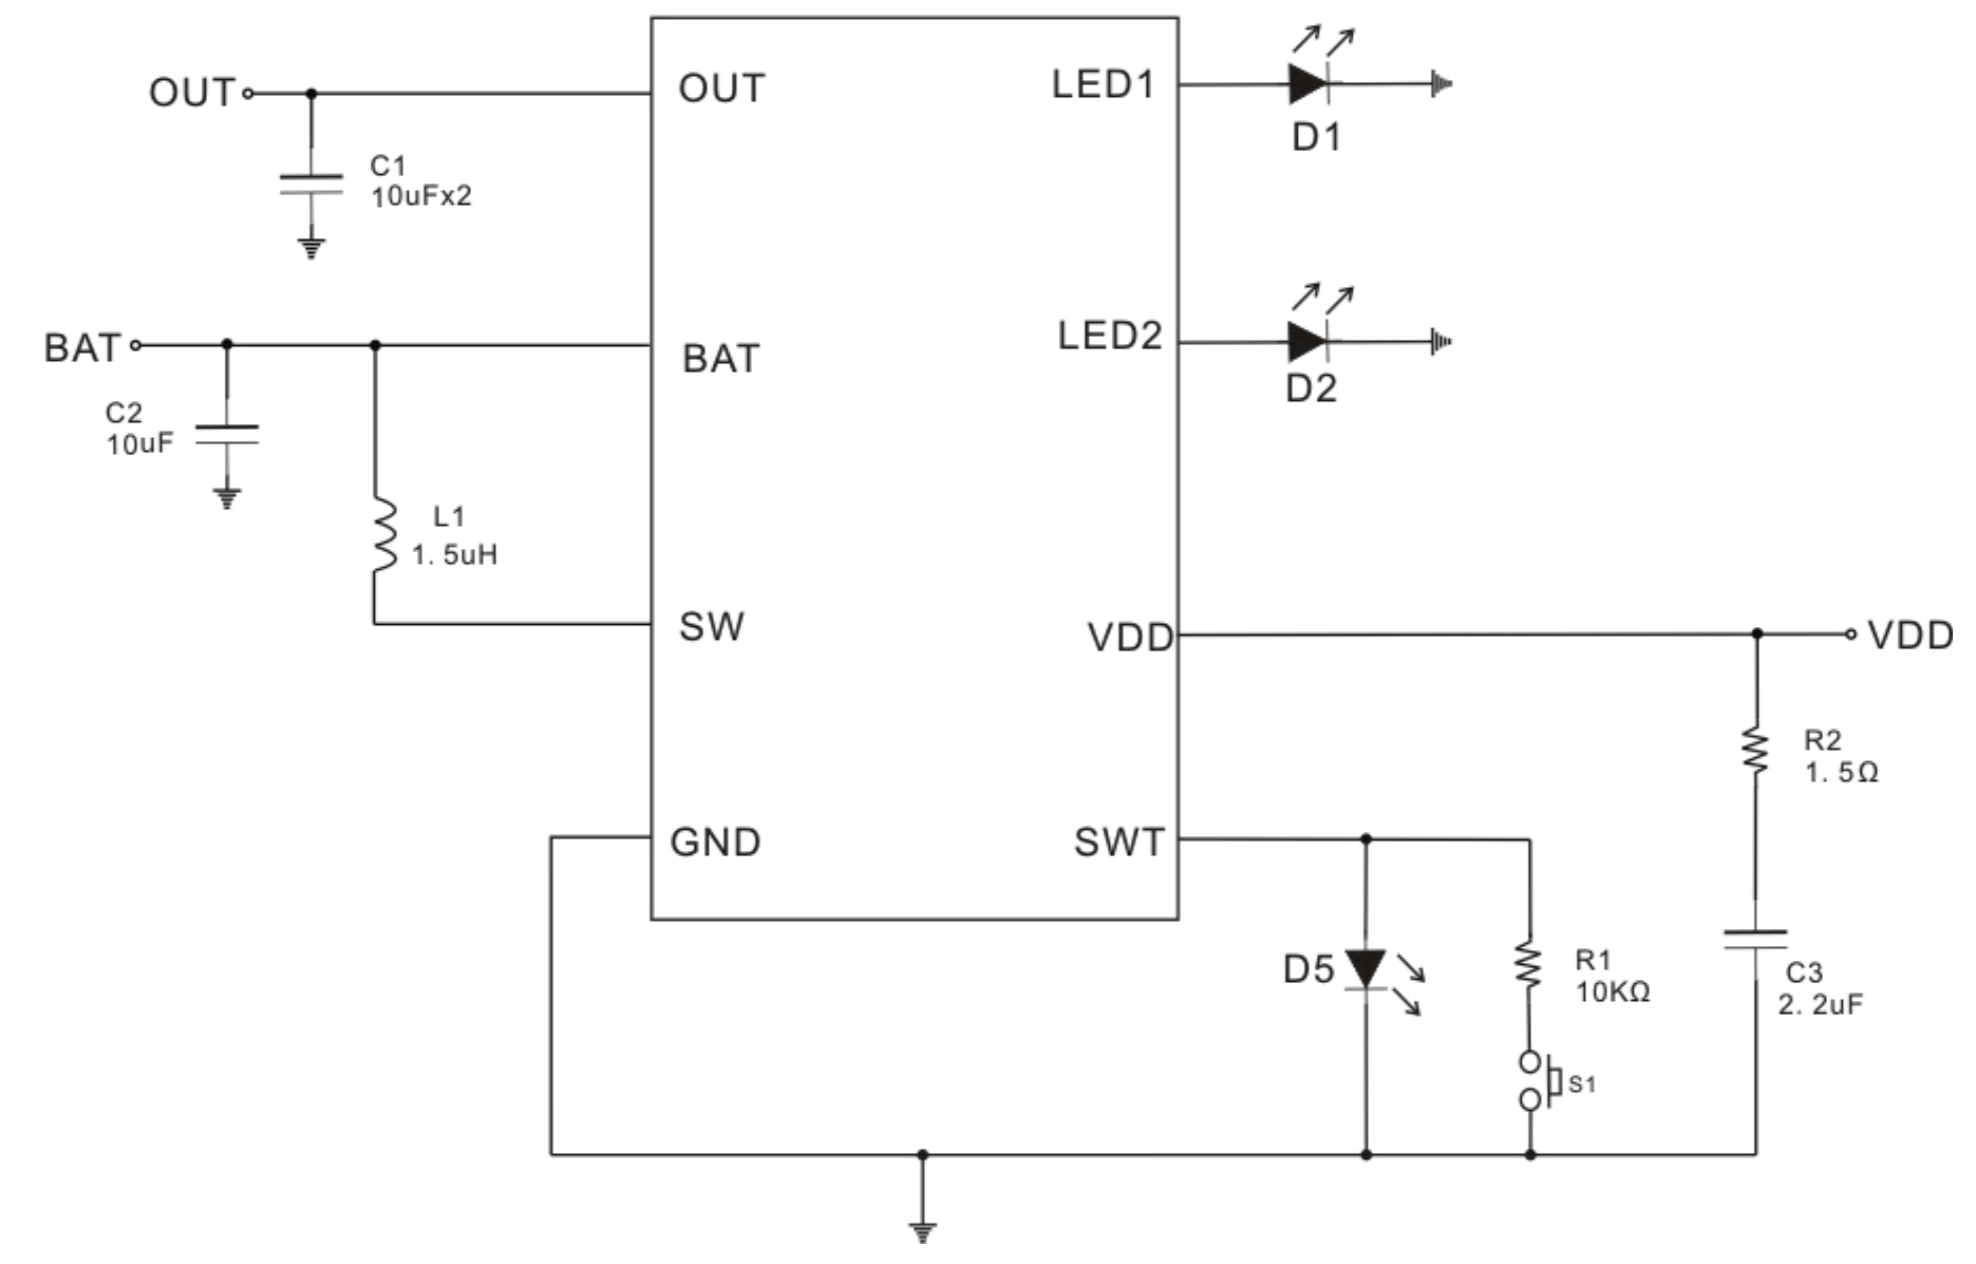 OUT
OUT
LED1
D1
C1
10uFx2
BAT
BAT
LED2
D2
C2
10uF
L1
1. 5uH
SW
VDD
VDD
R2
1. 5Ω
GND
SWT
D5
R1
10KΩ
C3
2. 2uF
S1